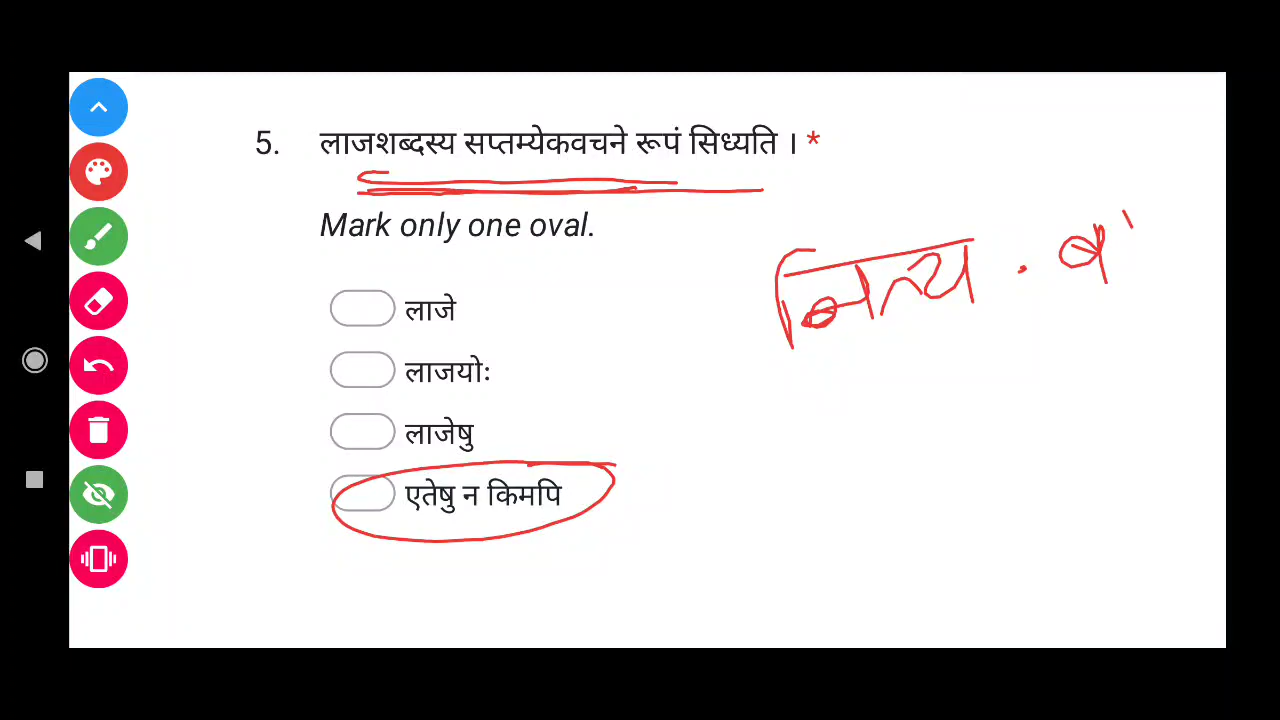 5. लाजशब्दस्य सप्तम्येकवचने रूपं सिध्यति । *
Mark only one oval.
नित्य . ब
लाजे
लाजयोः
लाजेषु
एतेषु न किमपि